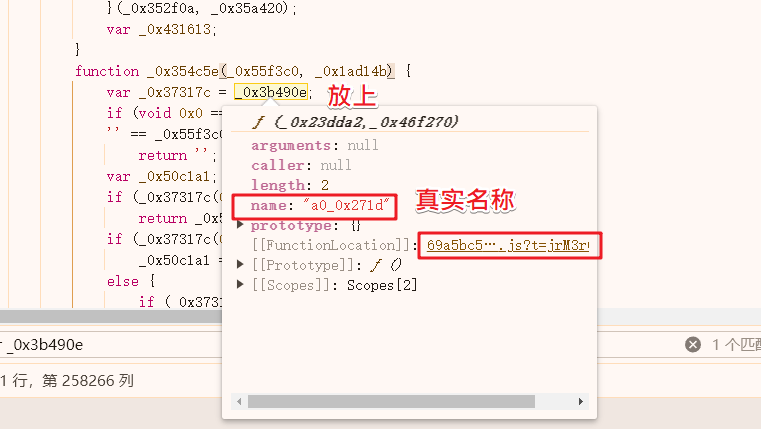 }(_0x352f0a, _0x35a420);
var _0x431613;
}
function _0x354c5e(_0x55f3c0, _0x1ad14b) {
var _0x37317c = _0x3b490e;
放上
if (void 0x0 ==
'' == _0x55f3c0
return '';
var _0x50c1a1;
if (_0x37317c(
return _0x5
if (_0x37317c(
_0x50c1a1 =
else {
if (_0x3731
f (_0x23dda2,_0x46f270)
arguments: null
caller: null
length: 2
name: "a0_0x271d"
真实名称
prototype: {}
[[FunctionLocation]]: 69a5bc5….js?t=jrM3r
[[Prototype]]: f ()
[[Scopes]]: Scopes[2]
_0x3b490e
1 个匹配
1 行，第 258266 列